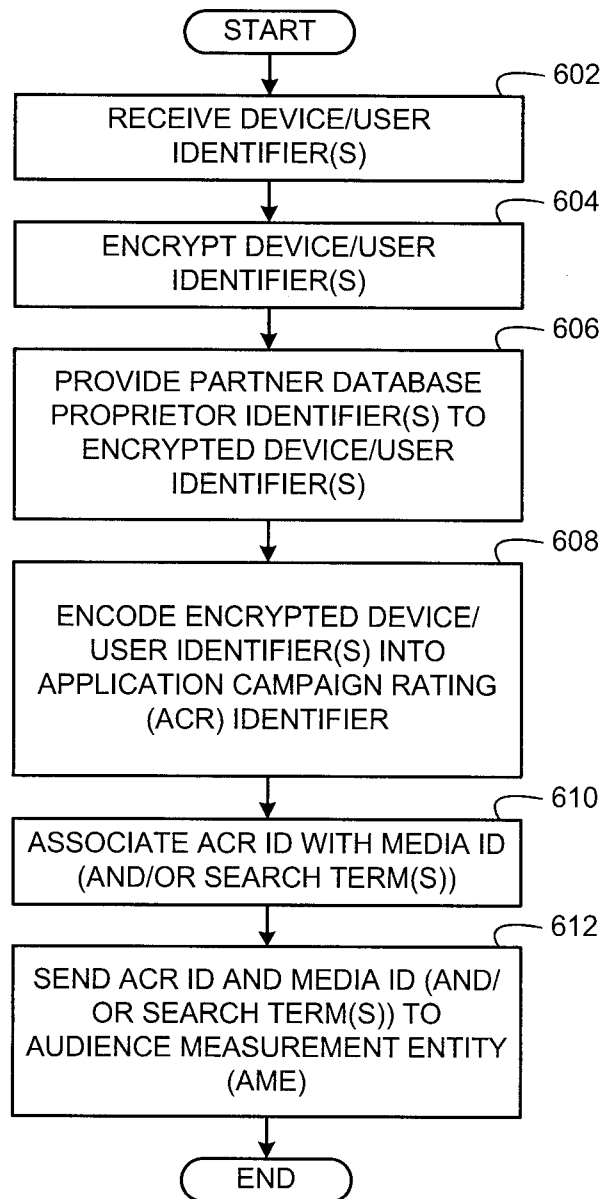 START
602
RECEIVE DEVICE/USER
IDENTIFIER(S)
604
ENCRYPT DEVICE/USER
IDENTIFIER(S)
606
PROVIDE PARTNER DATABASE
PROPRIETOR IDENTIFIER(S) TO
ENCRYPTED DEVICE/USER
IDENTIFIER(S)
608
ENCODE ENCRYPTED DEVICE/
USER IDENTIFIER(S) INTO
APPLICATION CAMPAIGN RATING
(ACR) IDENTIFIER
610
ASSOCIATE ACR ID WITH MEDIA ID
(AND/OR SEARCH TERM(S))
612
SEND ACR ID AND MEDIA ID (AND/
OR SEARCH TERM(S)) TO
AUDIENCE MEASUREMENT ENTITY
(AME)
END